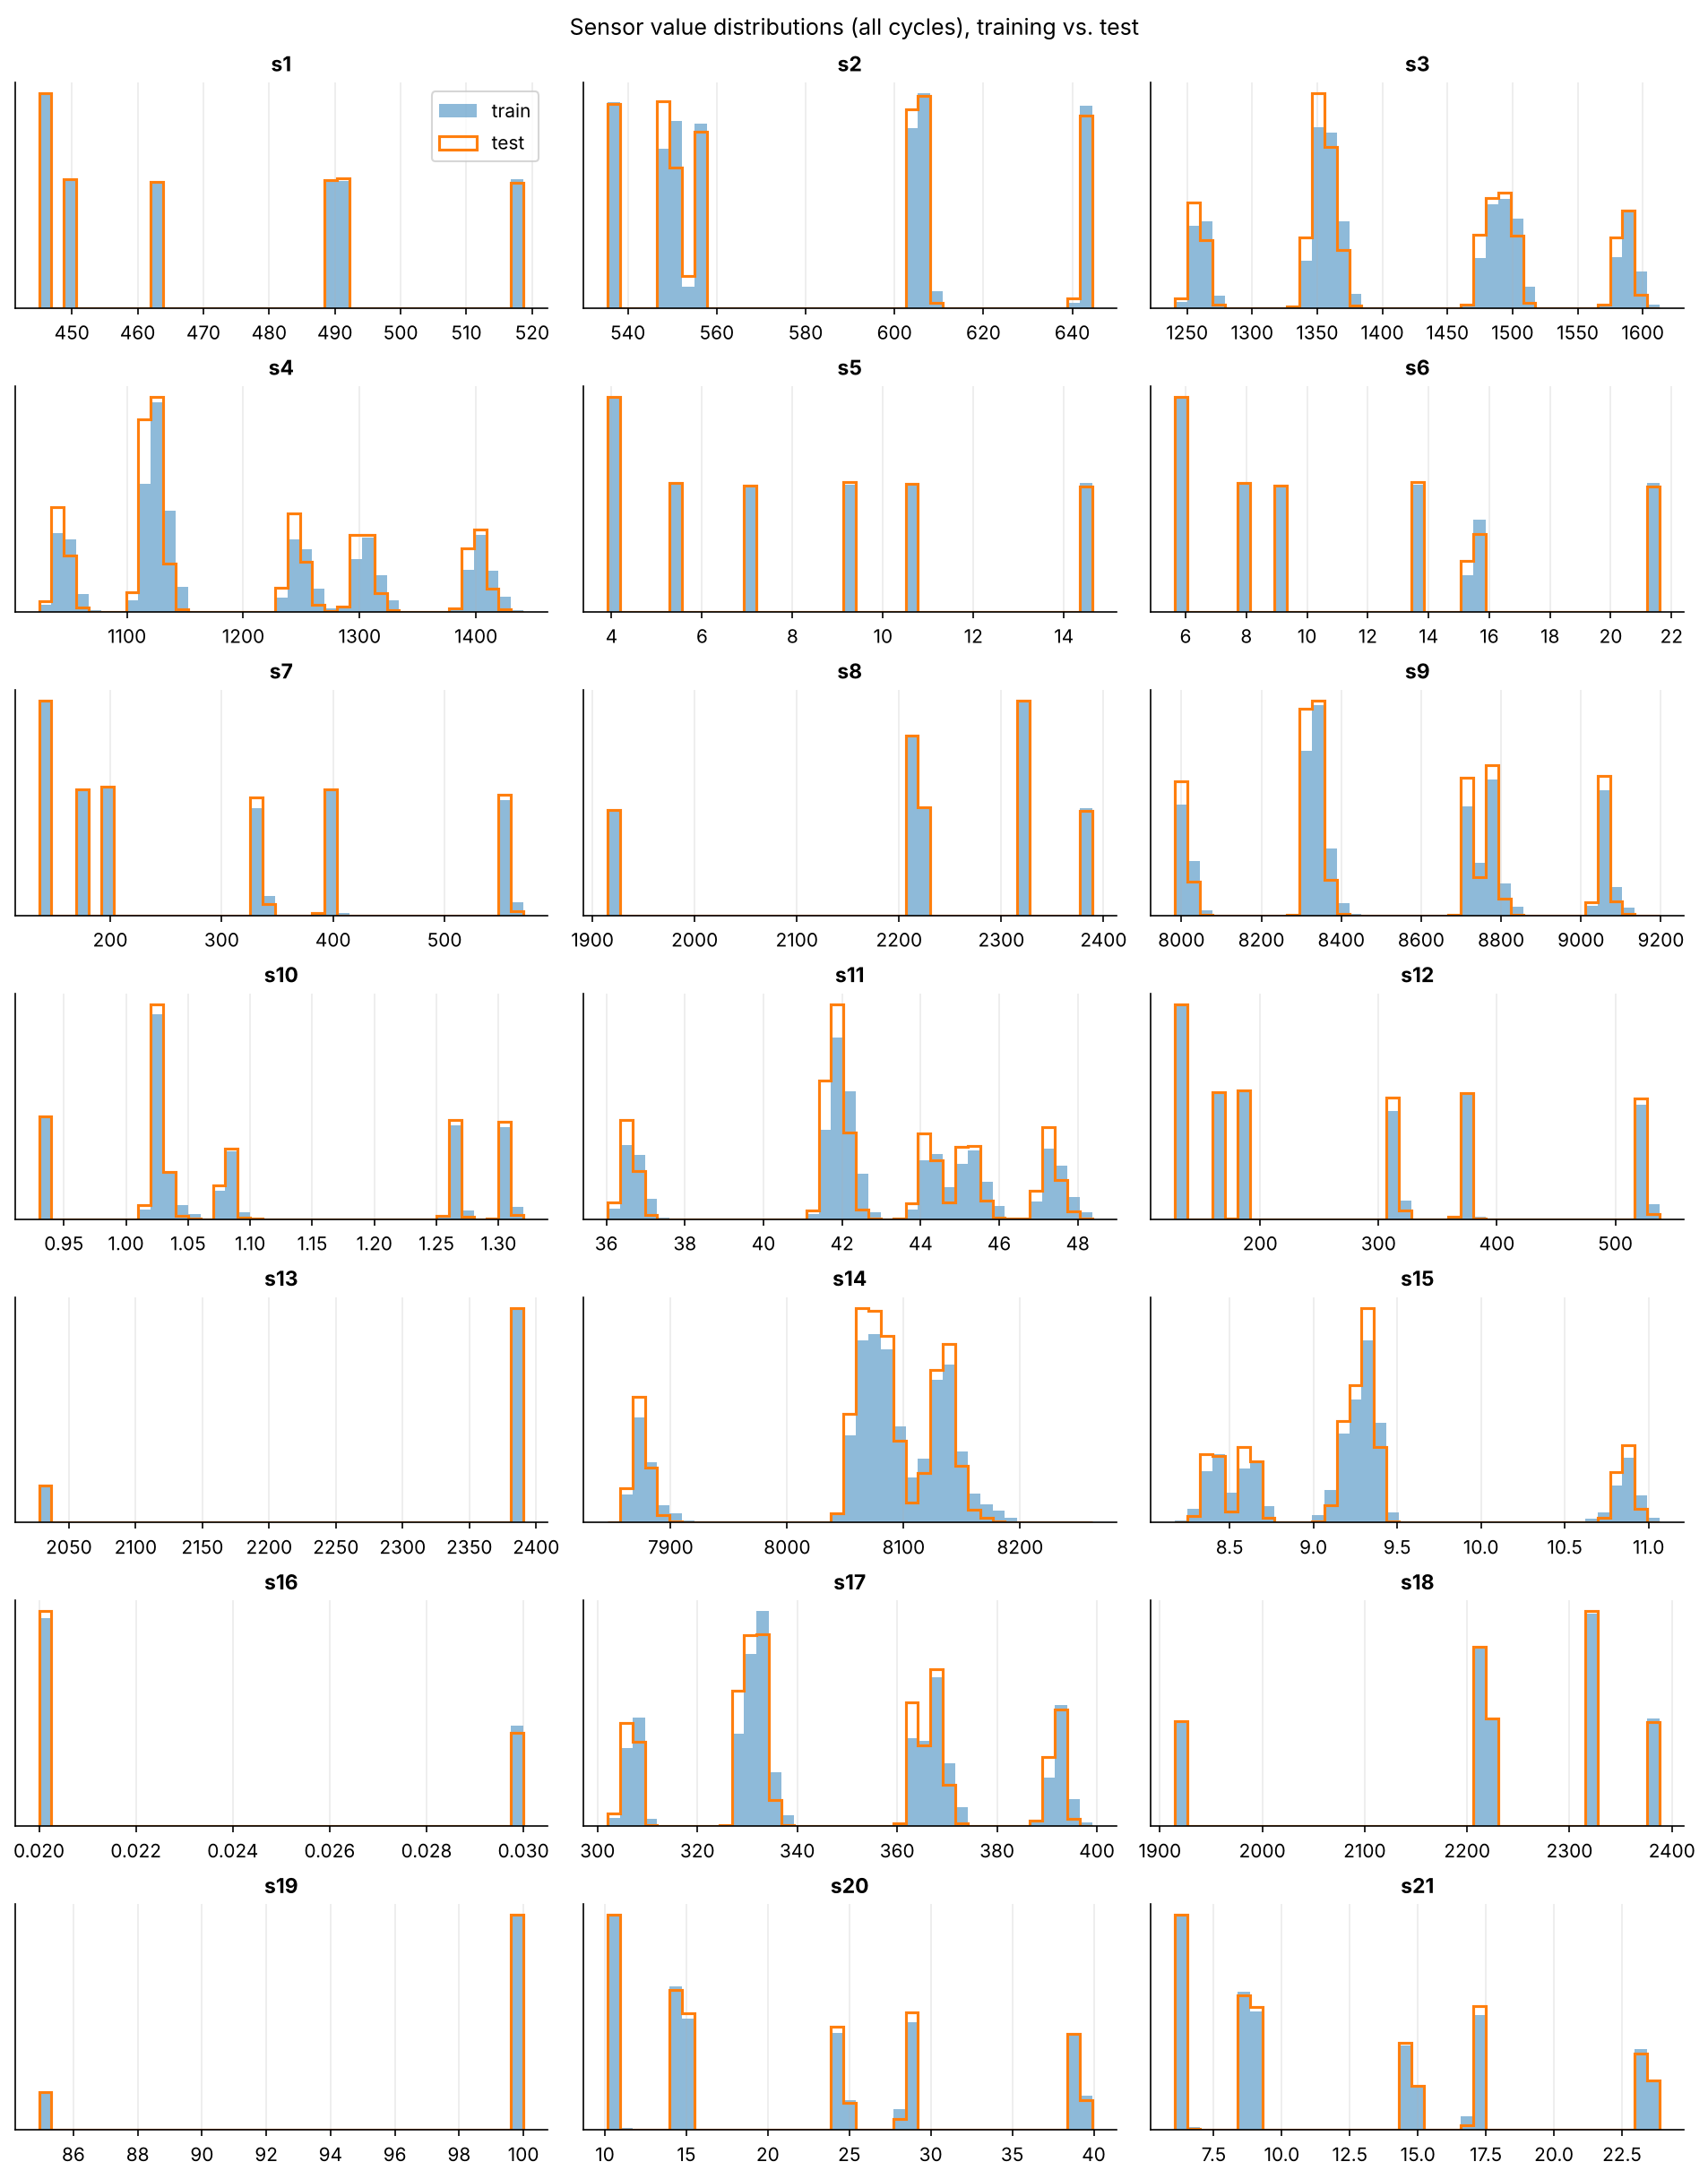 Sensor value distributions (all cycles), training vs. test
s1
train
test
450 460 470 480 490 500 510 520
s2
540 560 580 600 620 640
s3
1250 1300 1350 1400 1450 1500 1550 1600
s4
1100 1200 1300 1400
s5
4 6 8 10 12 14
s6
6 8 10 12 14 16 18 20 22
s7
200 300 400 500
s8
1900 2000 2100 2200 2300 2400
s9
8000 8200 8400 8600 8800 9000 9200
s10
0.95 1.00 1.05 1.10 1.15 1.20 1.25 1.30
s11
36 38 40 42 44 46 48
s12
200 300 400 500
s13
2050 2100 2150 2200 2250 2300 2350 2400
s14
7900 8000 8100 8200
s15
8.5 9.0 9.5 10.0 10.5 11.0
s16
0.020 0.022 0.024 0.026 0.028 0.030
s17
300 320 340 360 380 400
s18
1900 2000 2100 2200 2300 2400
s19
86 88 90 92 94 96 98 100
s20
10 15 20 25 30 35 40
s21
7.5 10.0 12.5 15.0 17.5 20.0 22.5